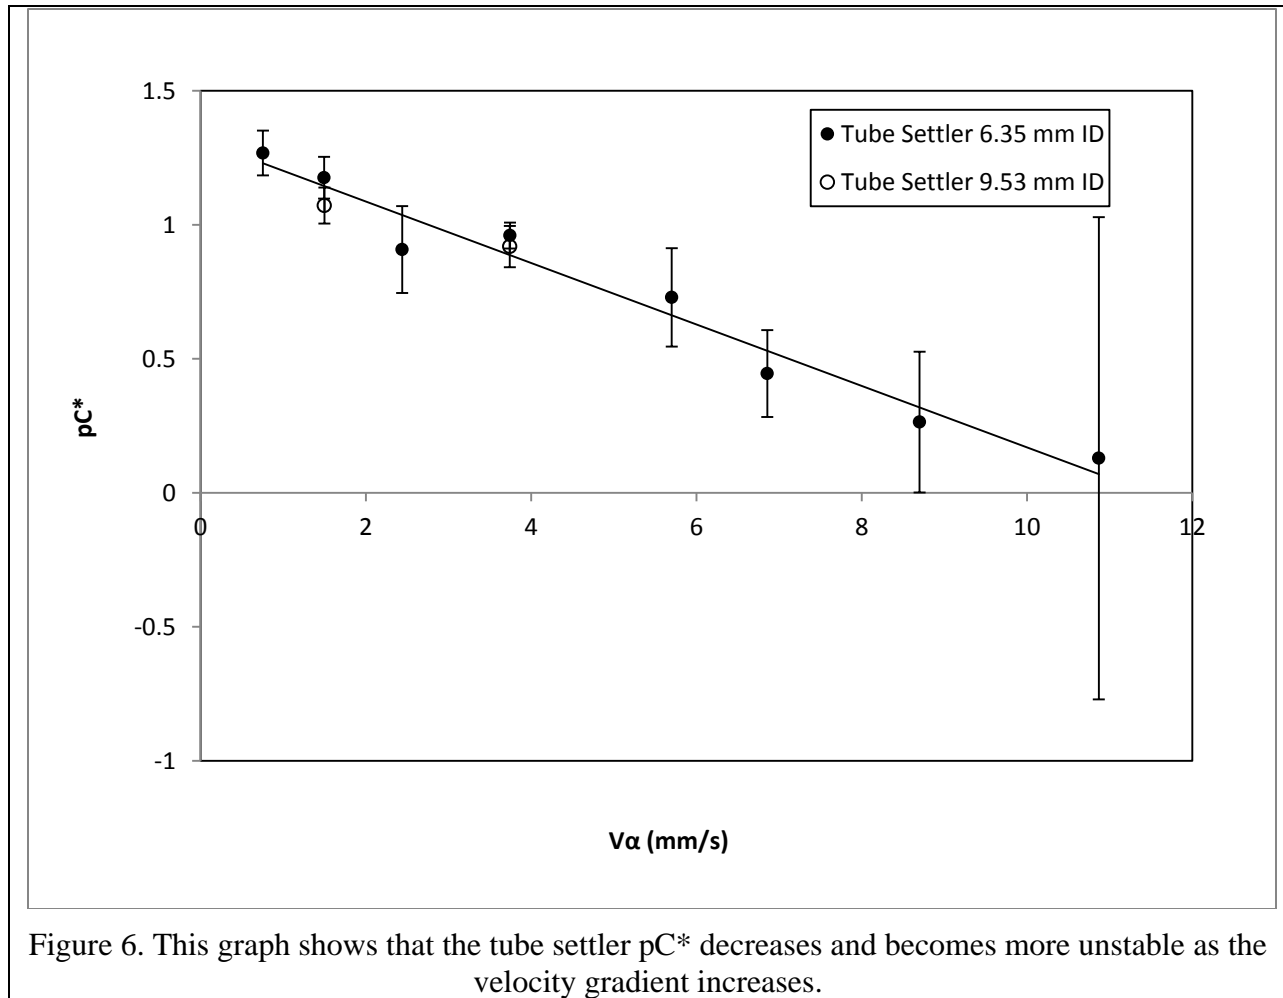 1.5
1
0.5
0
-0.5
-1
0 2 4 6 8 10 12
pC*
Vα (mm/s)
Tube Settler 6.35 mm ID
Tube Settler 9.53 mm ID
Figure 6. This graph shows that the tube settler pC* decreases and becomes more unstable as the
velocity gradient increases.